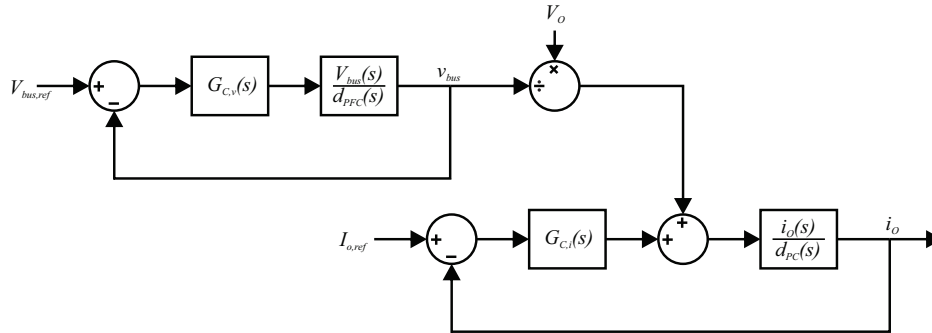 V_O
V_bus,ref
+
−
G_C,v(s)
V_bus(s)
d_PFC(s)
v_bus
÷
×
I_o,ref
+
−
G_C,i(s)
+
+
i_O(s)
d_PC(s)
i_O